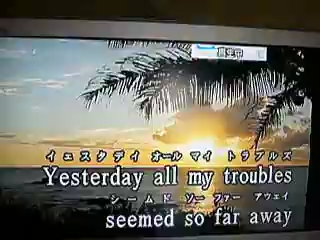 イエスタデイ オール マイ トラブルズ
Yesterday all my troubles
シームド ソー ファー アウェイ
seemed so far away